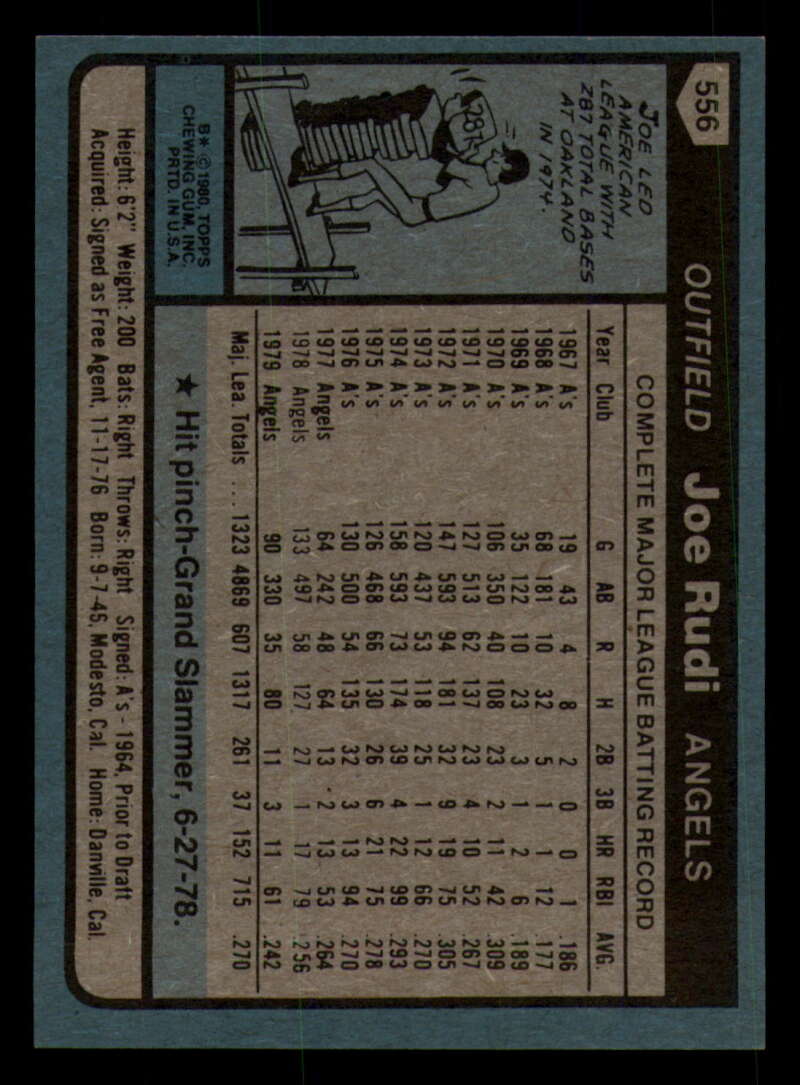 556
OUTFIELD Joe Rudi ANGELS
JOE LED
AMERICAN
LEAGUE WITH
287 TOTAL BASES
AT OAKLAND
IN 1974.
287
B* © 1980 TOPPS
CHEWING GUM, INC.
PRTD. IN U.S.A.
COMPLETE MAJOR LEAGUE BATTING RECORD
Year Club G AB R H 2B 3B HR RBI AVG.
1967 A's 19 43 4 8 2 0 0 1 .186
1968 A's 68 181 10 32 5 1 1 12 .177
1969 A's 35 122 10 23 3 1 2 6 .189
1970 A's 106 350 40 108 23 2 11 42 .309
1971 A's 127 513 62 137 23 4 10 52 .267
1972 A's 147 593 94 181 32 9 19 75 .305
1973 A's 120 437 53 118 25 1 12 66 .270
1974 A's 158 593 73 174 39 4 22 99 .293
1975 A's 126 468 66 130 26 6 21 75 .278
1976 A's 130 500 54 135 32 3 13 94 .270
1977 Angels 64 242 48 64 13 2 13 53 .264
1978 Angels 133 497 58 127 27 1 17 79 .256
1979 Angels 90 330 35 80 11 3 11 61 .242
Maj. Lea. Totals ... 1323 4869 607 1317 261 37 152 715 .270
★ Hit pinch-Grand Slammer, 6-27-78.
Height: 6'2" Weight: 200 Bats: Right Throws: Right Signed: A's - 1964, Prior to Draft
Acquired: Signed as Free Agent, 11-17-76 Born: 9-7-46, Modesto, Cal. Home: Danville, Cal.